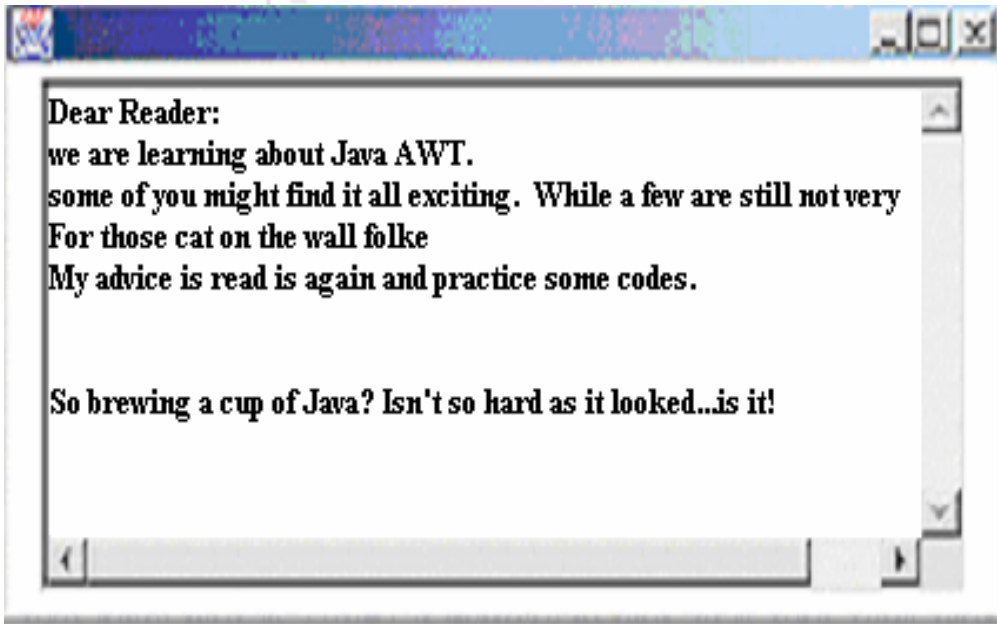 Dear Reader:
we are learning about Java AWT.
some of you might find it all exciting.  While a few are still not very
For those cat on the wall folke
My advice is read is again and practice some codes.
So brewing a cup of Java? Isn't so hard as it looked...is it!